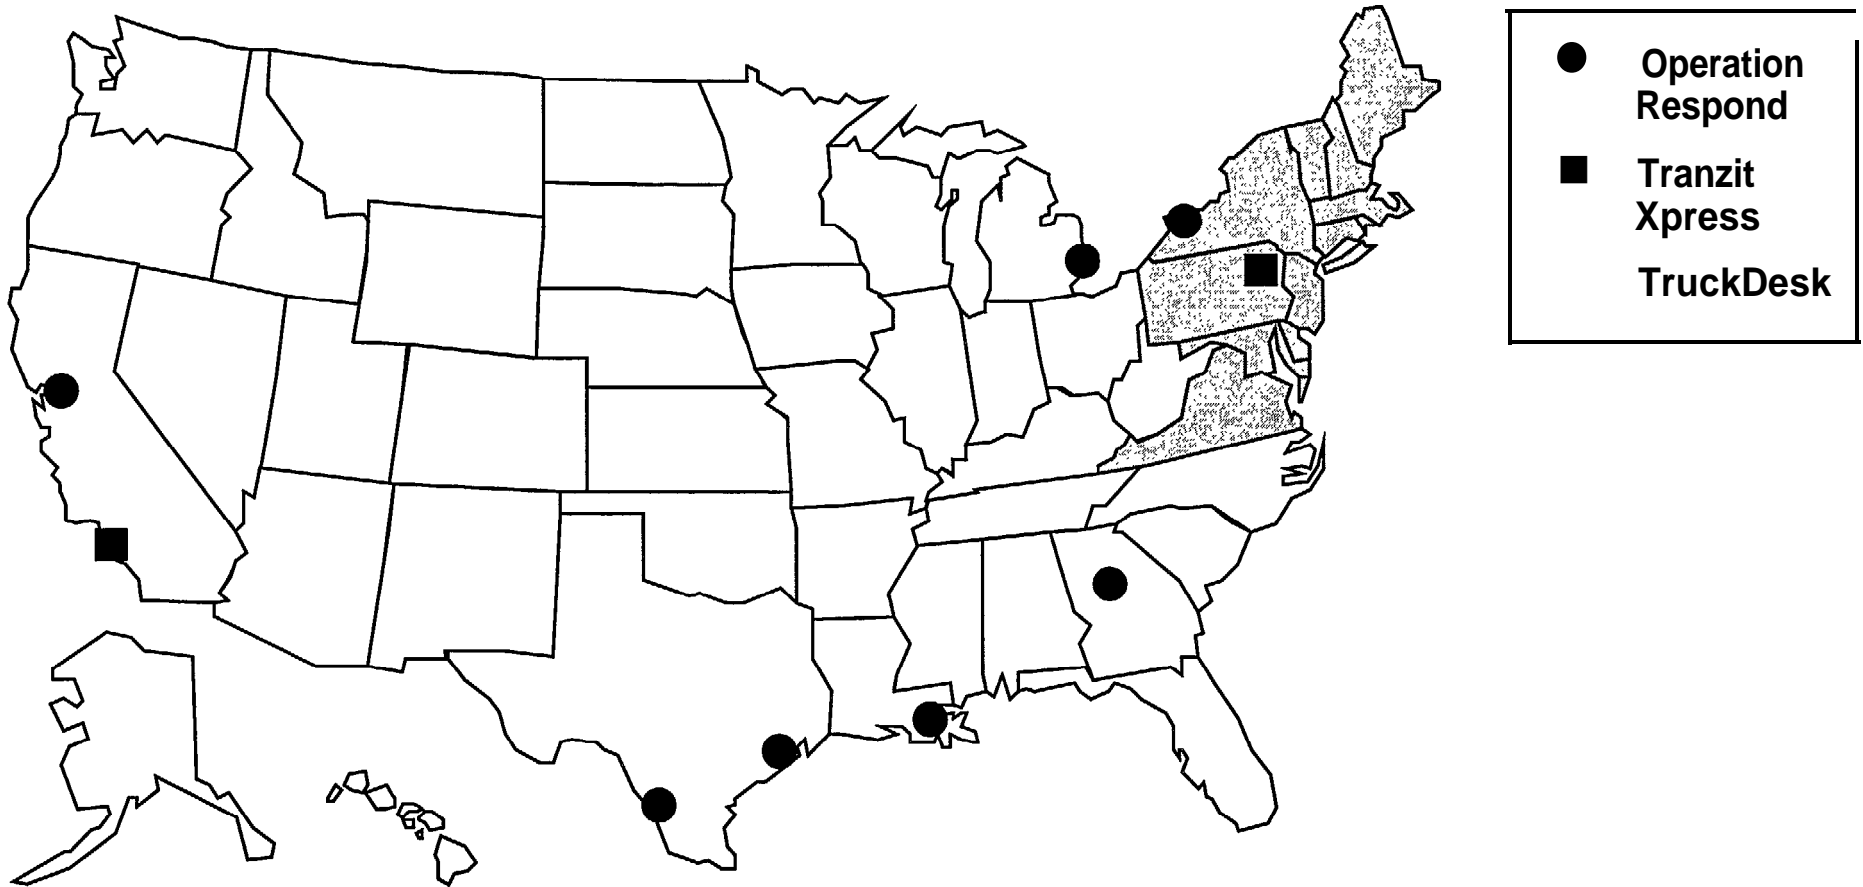 Operation
Respond
Tranzit
Xpress
TruckDesk